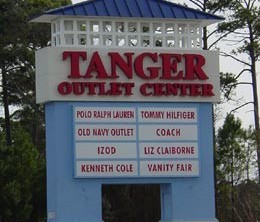 TANGER
OUTLET CENTER
POLO RALPH LAUREN TOMMY HILFIGER
OLD NAVY OUTLET COACH
IZOD LIZ CLAIBORNE
KENNETH COLE VANITY FAIR